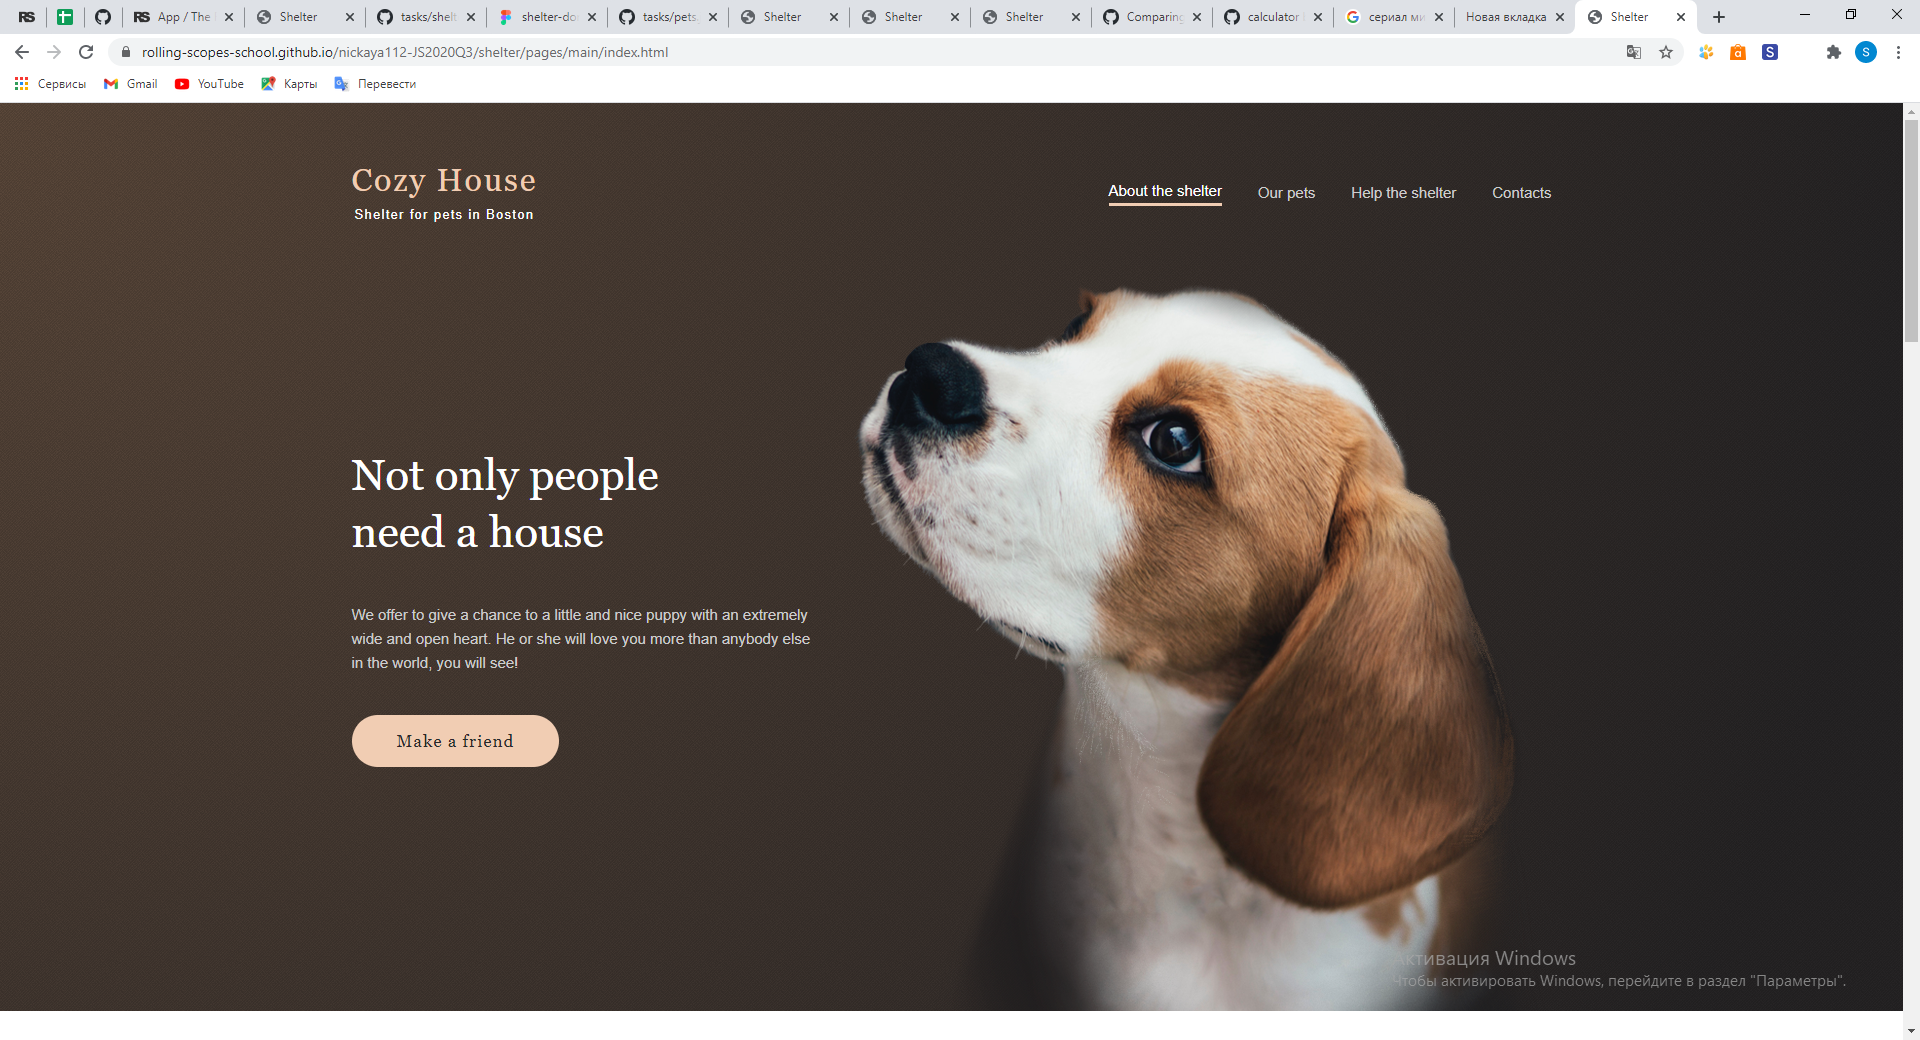 RS
RS App / The
Shelter
tasks/shelt
shelter-do
tasks/pets
Shelter
Shelter
Shelter
Comparing
calculator
сериал ми
Новая вкладка
Shelter
rolling-scopes-school.github.io/nickaya112-JS2020Q3/shelter/pages/main/index.html
S
S
Сервисы
Gmail
YouTube
Карты
Перевести
Cozy House
Shelter for pets in Boston
About the shelter
Our pets
Help the shelter
Contacts
Not only people
need a house
We offer to give a chance to a little and nice puppy with an extremely
wide and open heart. He or she will love you more than anybody else
in the world, you will see!
Make a friend
Активация Windows
Чтобы активировать Windows, перейдите в раздел "Параметры".